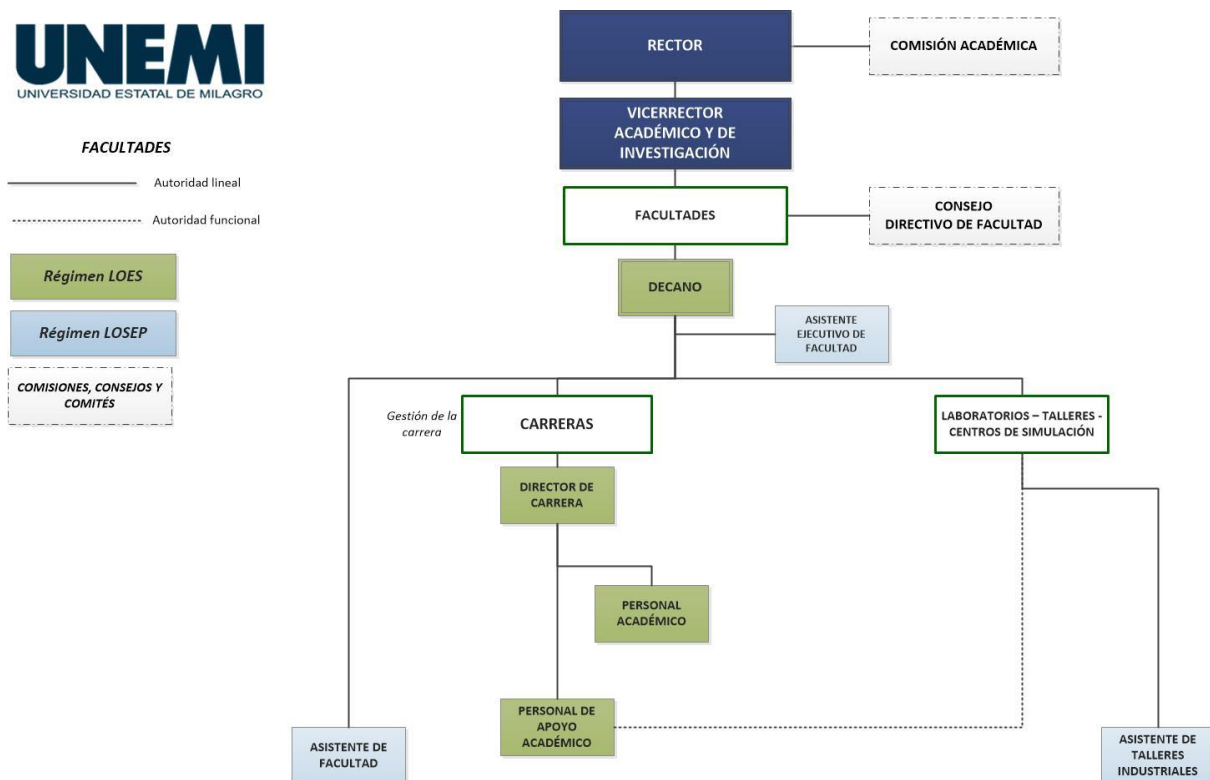 UNEMI
UNIVERSIDAD ESTATAL DE MILAGRO
FACULTADES
Autoridad lineal
Autoridad funcional
Régimen LOES
Régimen LOSEP
COMISIONES, CONSEJOS Y
COMITÉS
RECTOR
COMISIÓN ACADÉMICA
VICERRECTOR
ACADÉMICO Y DE
INVESTIGACIÓN
FACULTADES
CONSEJO
DIRECTIVO DE FACULTAD
DECANO
ASISTENTE
EJECUTIVO DE
FACULTAD
Gestión de la
carrera
CARRERAS
LABORATORIOS – TALLERES -
CENTROS DE SIMULACIÓN
DIRECTOR DE
CARRERA
PERSONAL
ACADÉMICO
PERSONAL DE
APOYO
ACADÉMICO
ASISTENTE DE
FACULTAD
ASISTENTE DE
TALLERES
INDUSTRIALES